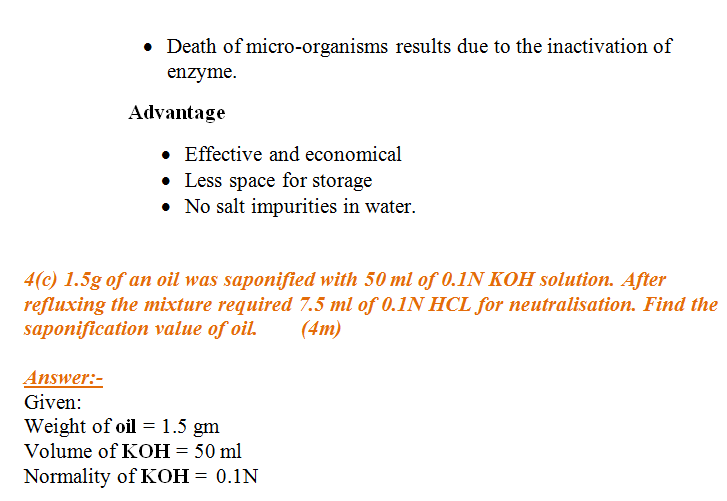 • Death of micro-organisms results due to the inactivation of
enzyme.
Advantage
• Effective and economical
• Less space for storage
• No salt impurities in water.
4(c) 1.5g of an oil was saponified with 50 ml of 0.1N KOH solution. After
refluxing the mixture required 7.5 ml of 0.1N HCL for neutralisation. Find the
saponification value of oil. (4m)
Answer:-
Given:
Weight of oil = 1.5 gm
Volume of KOH = 50 ml
Normality of KOH = 0.1N